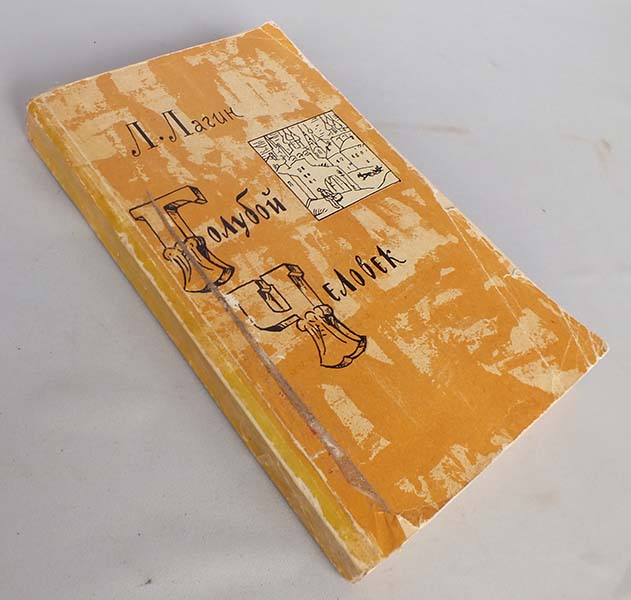 Л. Лагин
Голубой
Человек